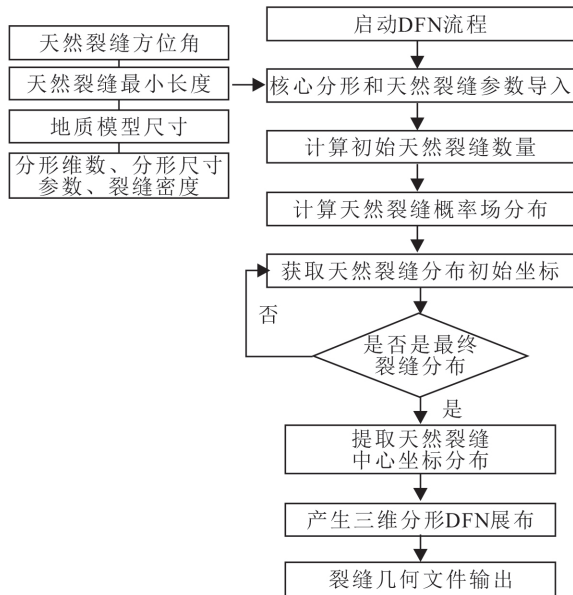 启动DFN流程
天然裂缝方位角
天然裂缝最小长度
地质模型尺寸
分形维数、分形尺寸
参数、裂缝密度
核心分形和天然裂缝参数导入
计算初始天然裂缝数量
计算天然裂缝概率场分布
获取天然裂缝分布初始坐标
否
是否是最终
裂缝分布
是
提取天然裂缝
中心坐标分布
产生三维分形DFN展布
裂缝几何文件输出